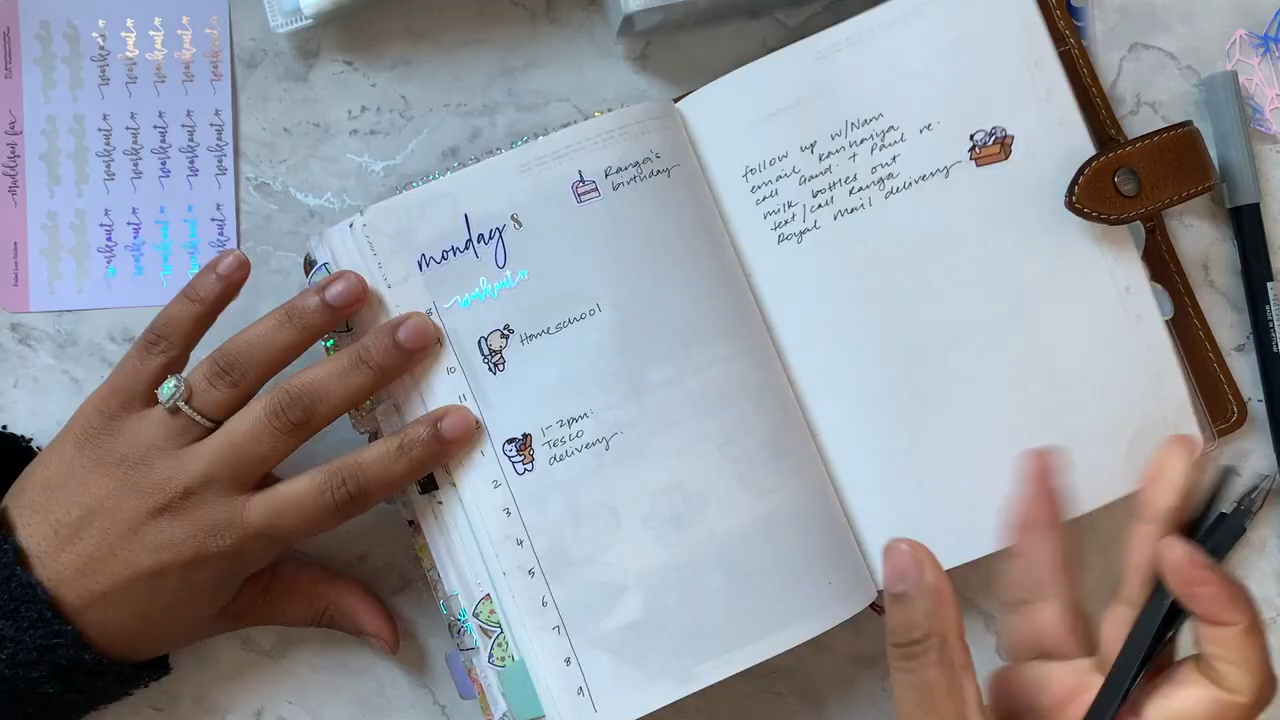 Ranga's
birthday
monday 8
workout
8
9
10
11
1
2
3
4
5
6
7
8
9
Homeschool
1-2pm:
Tesco
delivery.
follow up w/Nam
email Kanhaiya
call Gand + Paul re.
milk bottles out
text/call Ranga
Royal Mail delivery
workout workout workout workout workout
workout workout workout workout workout
workout workout workout workout workout